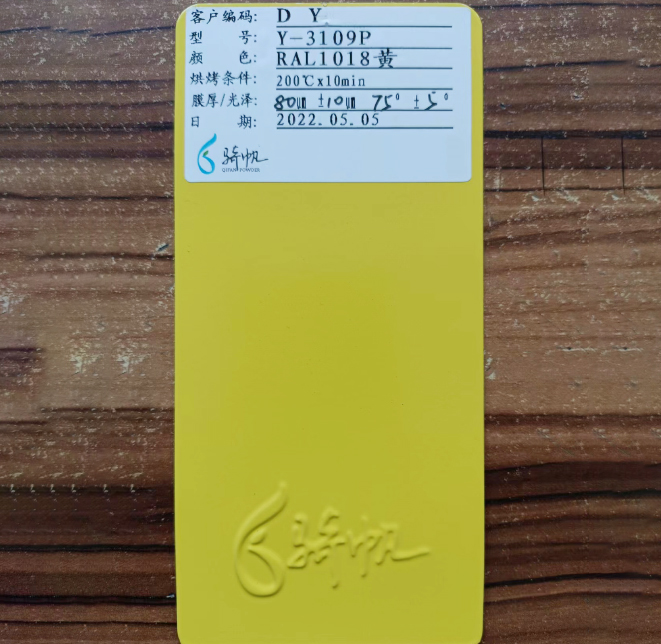 客户编码: D Y
型 号: Y-3109P
颜 色: RAL1018黄
烘烤条件: 200℃x10min
膜厚/光泽: 80um ±10um 75° ±5°
日 期: 2022.05.05
骑帆
骑帆